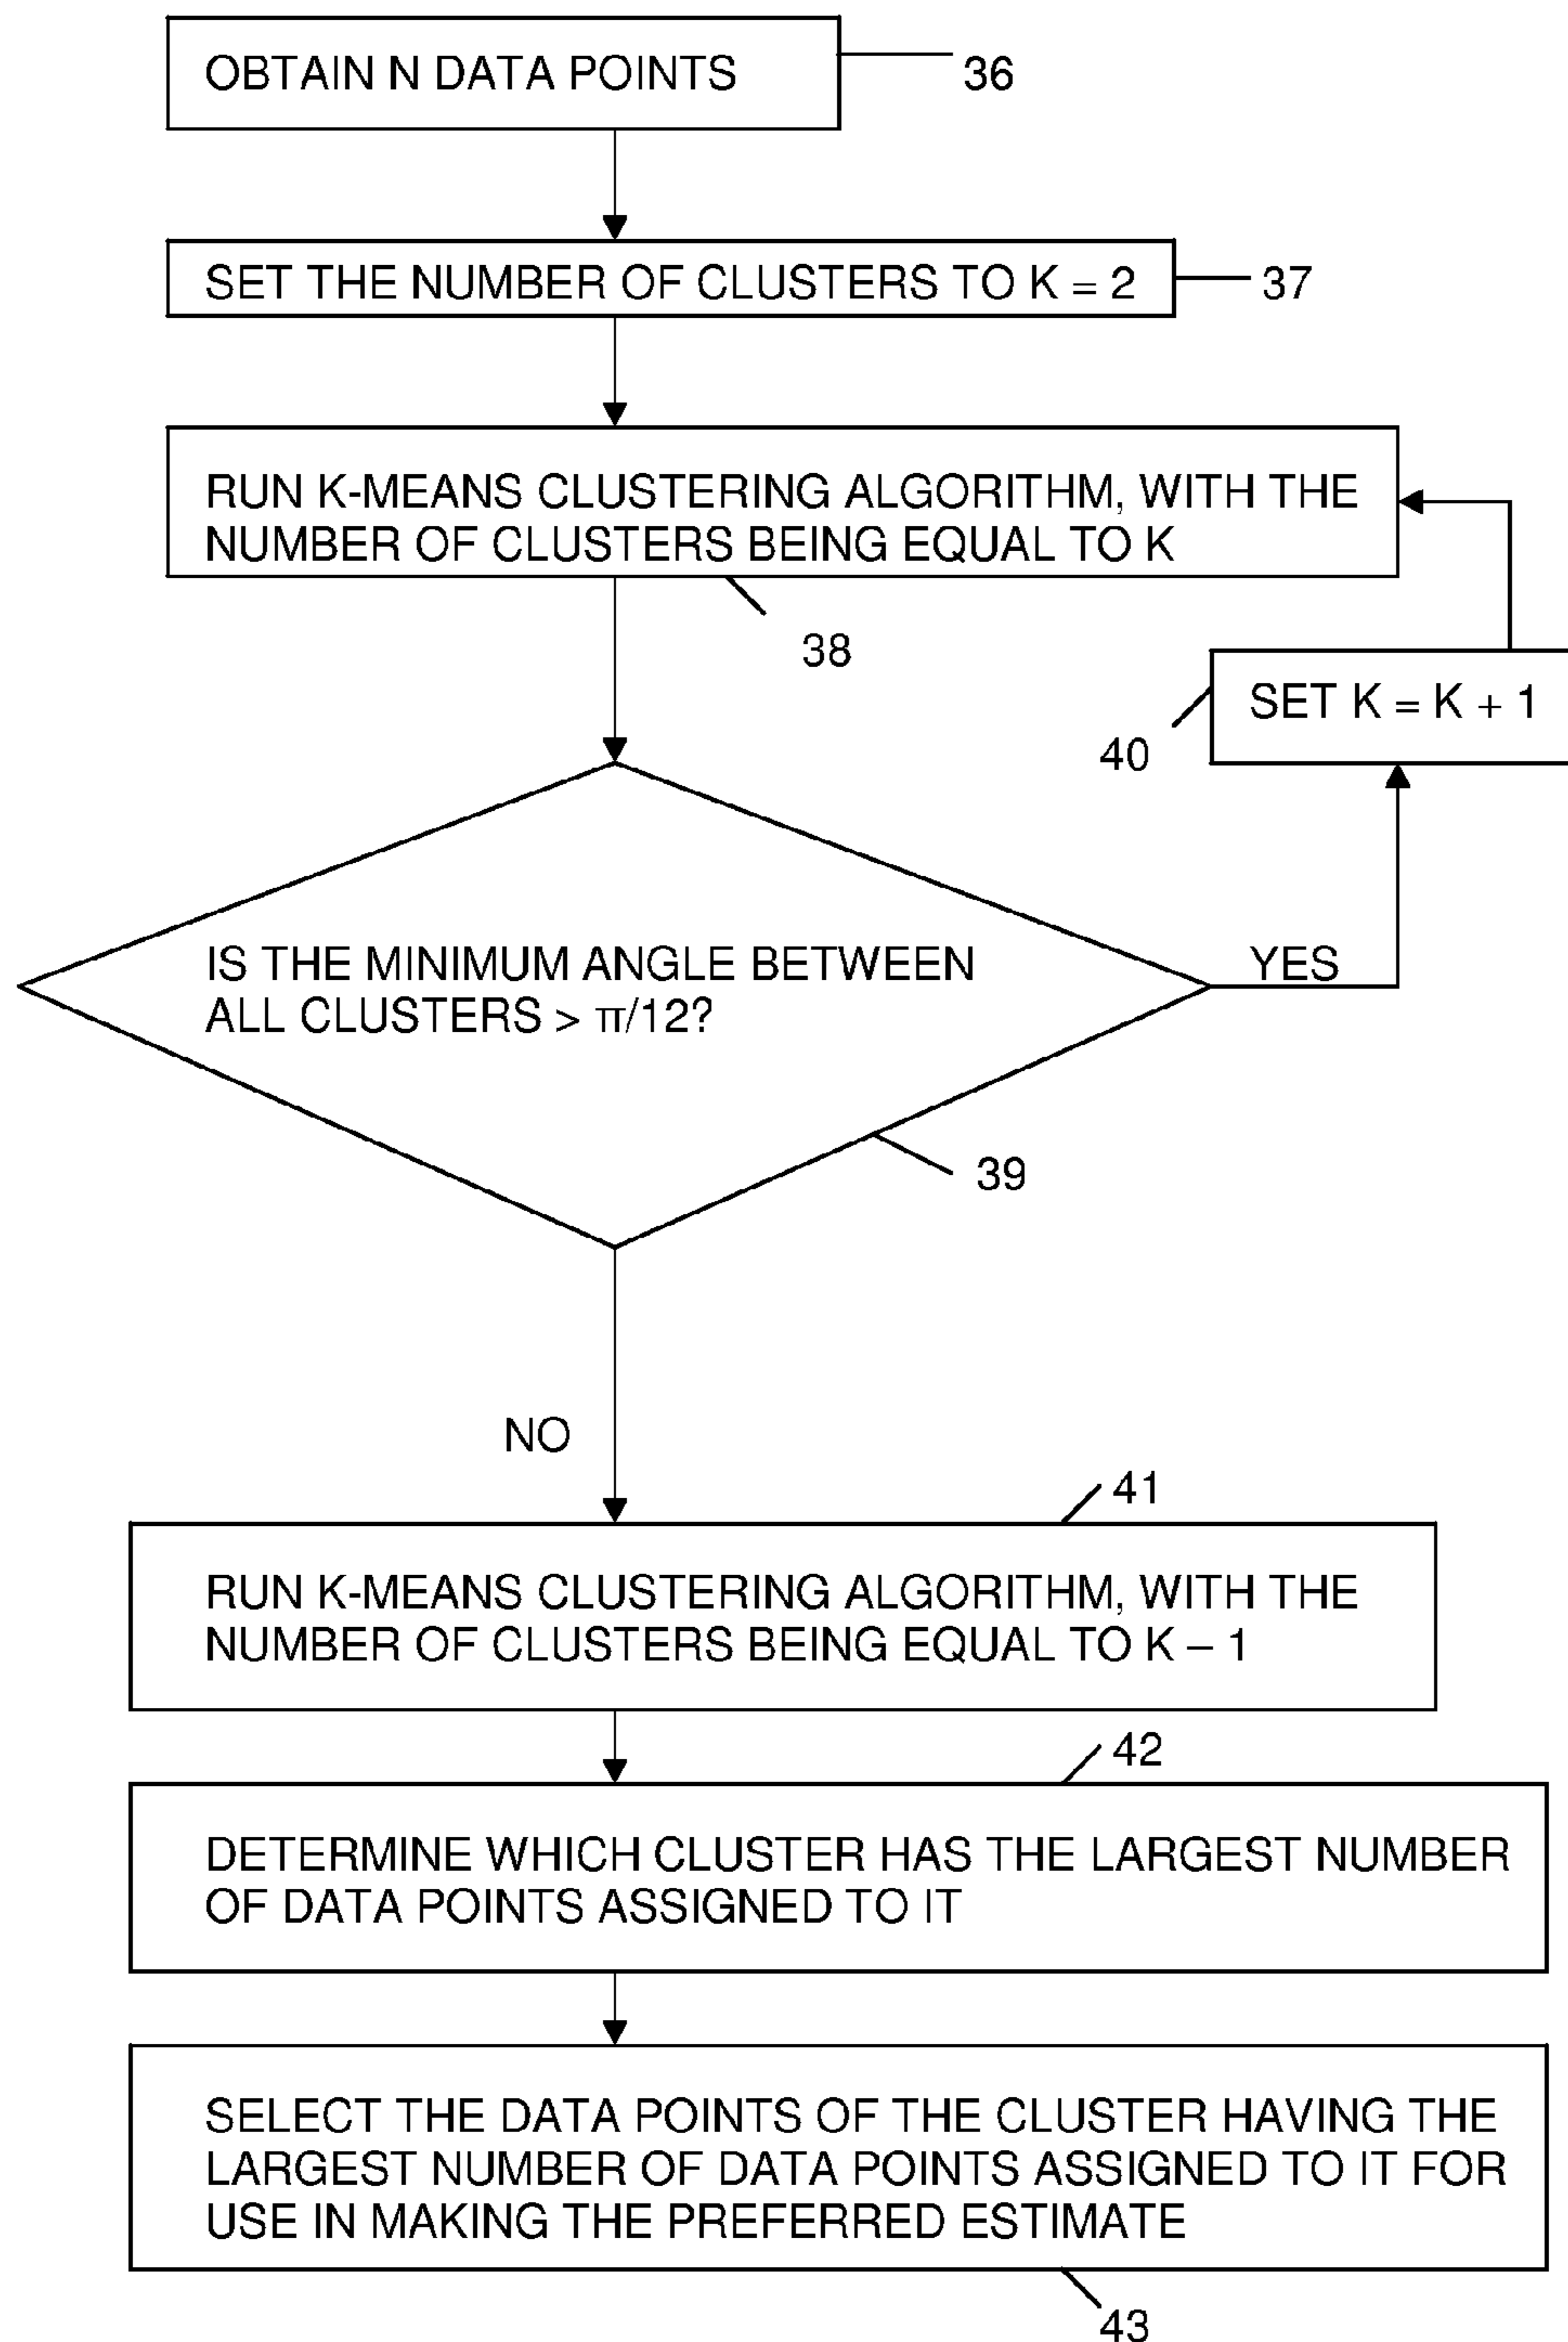 OBTAIN N DATA POINTS
36
SET THE NUMBER OF CLUSTERS TO K = 2
37
RUN K-MEANS CLUSTERING ALGORITHM, WITH THE
NUMBER OF CLUSTERS BEING EQUAL TO K
38
SET K = K + 1
40
IS THE MINIMUM ANGLE BETWEEN
ALL CLUSTERS > π/12?
YES
39
NO
41
RUN K-MEANS CLUSTERING ALGORITHM, WITH THE
NUMBER OF CLUSTERS BEING EQUAL TO K – 1
42
DETERMINE WHICH CLUSTER HAS THE LARGEST NUMBER
OF DATA POINTS ASSIGNED TO IT
SELECT THE DATA POINTS OF THE CLUSTER HAVING THE
LARGEST NUMBER OF DATA POINTS ASSIGNED TO IT FOR
USE IN MAKING THE PREFERRED ESTIMATE
43